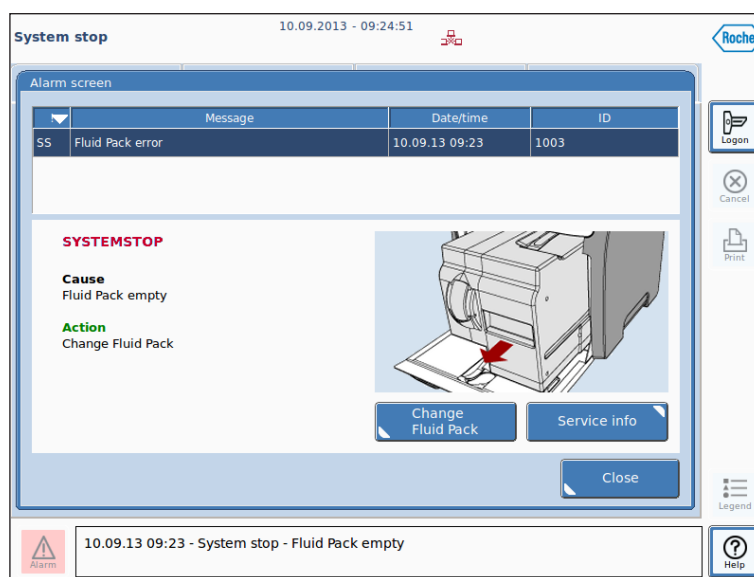 System stop
10.09.2013 - 09:24:51
Roche
Alarm screen
Message Date/time ID
SS Fluid Pack error 10.09.13 09:23 1003
SYSTEMSTOP
Cause
Fluid Pack empty
Action
Change Fluid Pack
Change
Fluid Pack
Service info
Close
Logon
Cancel
Print
Legend
Alarm
10.09.13 09:23 - System stop - Fluid Pack empty
Help